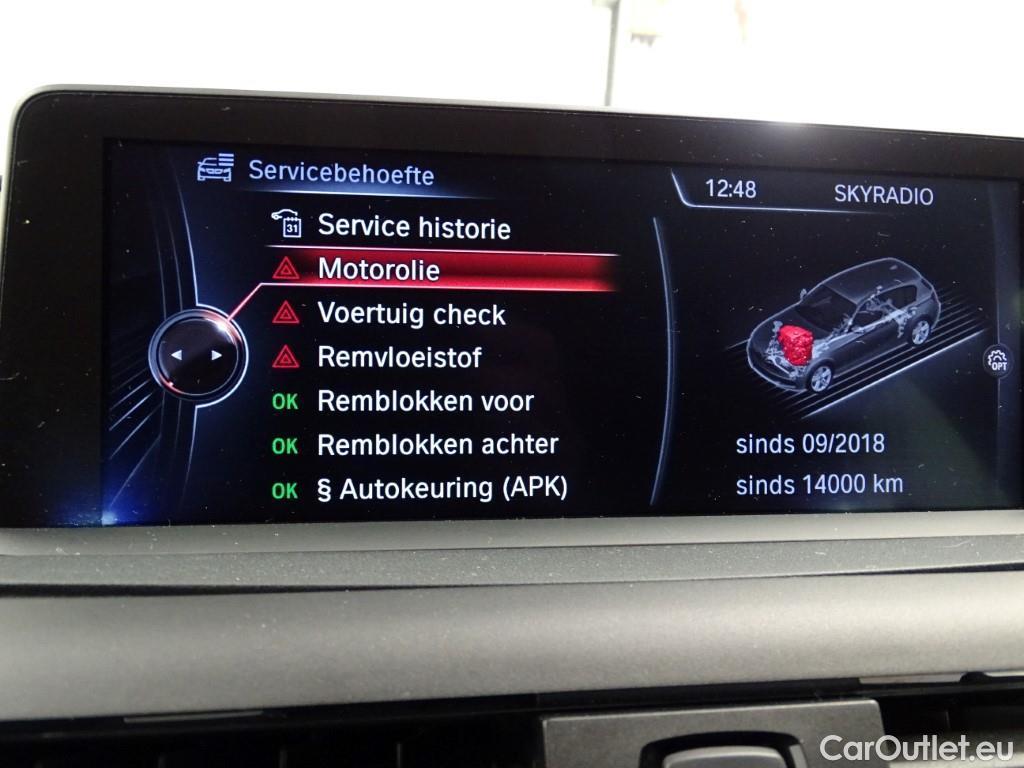 Servicebehoefte
12:48
SKYRADIO
31
Service historie
Motorolie
Voertuig check
Remvloeistof
OK Remblokken voor
OK Remblokken achter
OK § Autokeuring (APK)
OPT
sinds 09/2018
sinds 14000 km
CarOutlet.eu